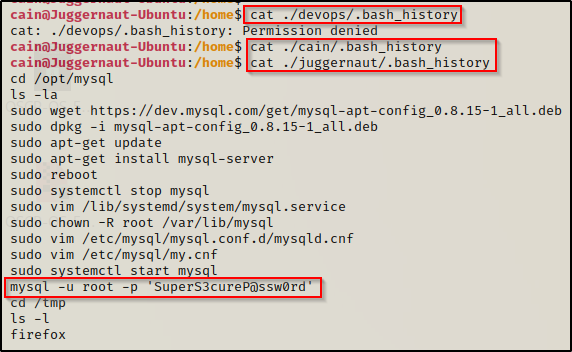 cain@Juggernaut-Ubuntu:/home$ cat ./devops/.bash_history
cat: ./devops/.bash_history: Permission denied
cain@Juggernaut-Ubuntu:/home$ cat ./cain/.bash_history
cain@Juggernaut-Ubuntu:/home$ cat ./juggernaut/.bash_history
cd /opt/mysql
ls -la
sudo wget https://dev.mysql.com/get/mysql-apt-config_0.8.15-1_all.deb
sudo dpkg -i mysql-apt-config_0.8.15-1_all.deb
sudo apt-get update
sudo apt-get install mysql-server
sudo reboot
sudo systemctl stop mysql
sudo vim /lib/systemd/system/mysql.service
sudo chown -R root /var/lib/mysql
sudo vim /etc/mysql/mysql.conf.d/mysqld.cnf
sudo vim /etc/mysql/my.cnf
sudo systemctl start mysql
mysql -u root -p 'SuperS3cureP@ssw0rd'
cd /tmp
ls -l
firefox